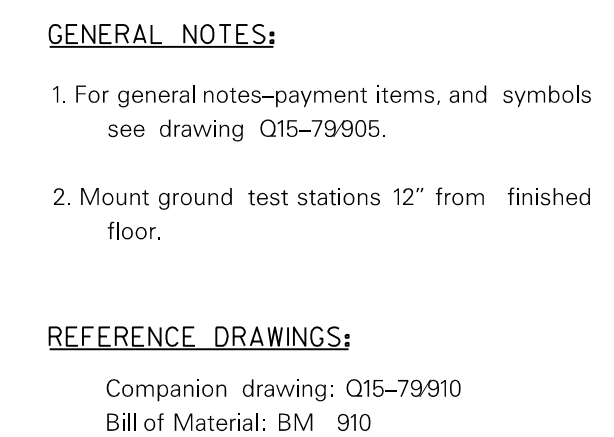 GENERAL NOTES:
1. For general notes–payment items, and symbols
see drawing Q15–79/905.
2. Mount ground test stations 12" from finished
floor.
REFERENCE DRAWINGS:
Companion drawing: Q15–79/910
Bill of Material: BM 910